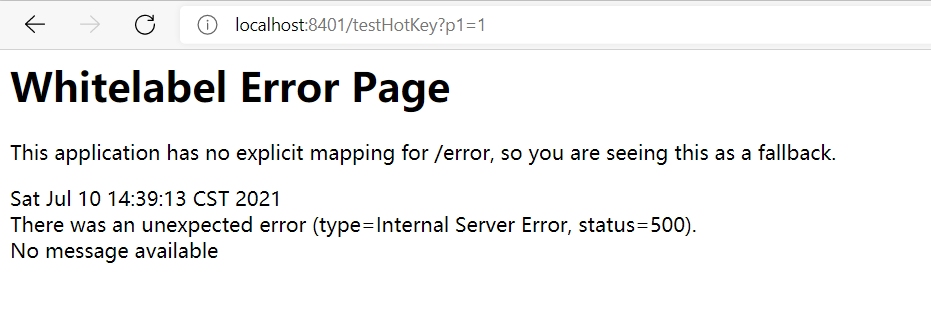 localhost:8401/testHotKey?p1=1
Whitelabel Error Page
This application has no explicit mapping for /error, so you are seeing this as a fallback.
Sat Jul 10 14:39:13 CST 2021
There was an unexpected error (type=Internal Server Error, status=500).
No message available